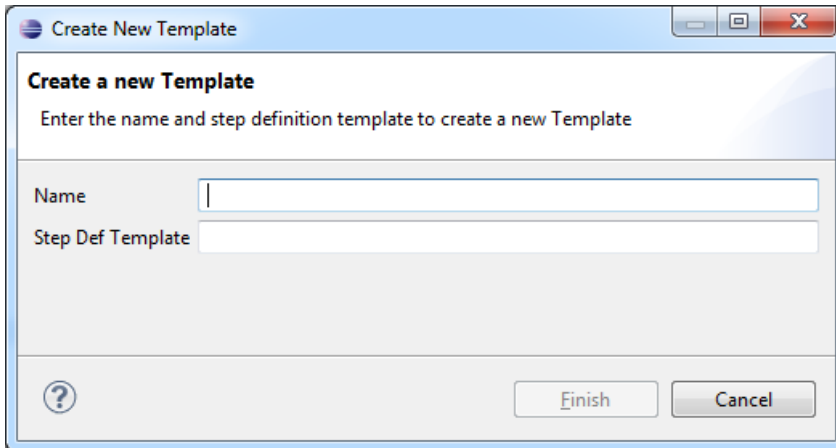 Create New Template
Create a new Template
Enter the name and step definition template to create a new Template
Name
Step Def Template
?
Finish
Cancel